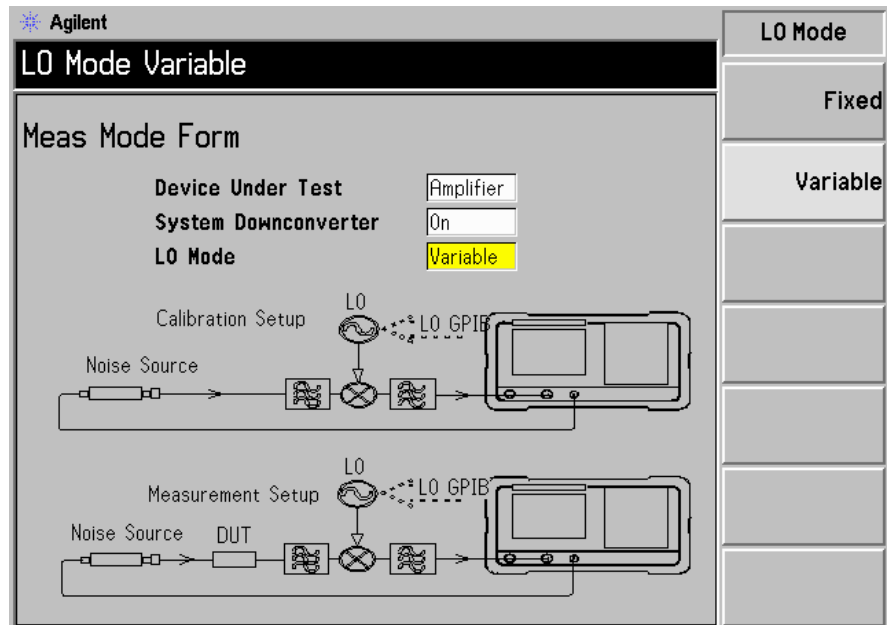 Agilent
LO Mode
LO Mode Variable
Fixed
Meas Mode Form
Variable
Device Under Test Amplifier
System Downconverter On
LO Mode Variable
LO
Calibration Setup
LO GPIB
Noise Source
LO
Measurement Setup
LO GPIB
Noise Source
DUT